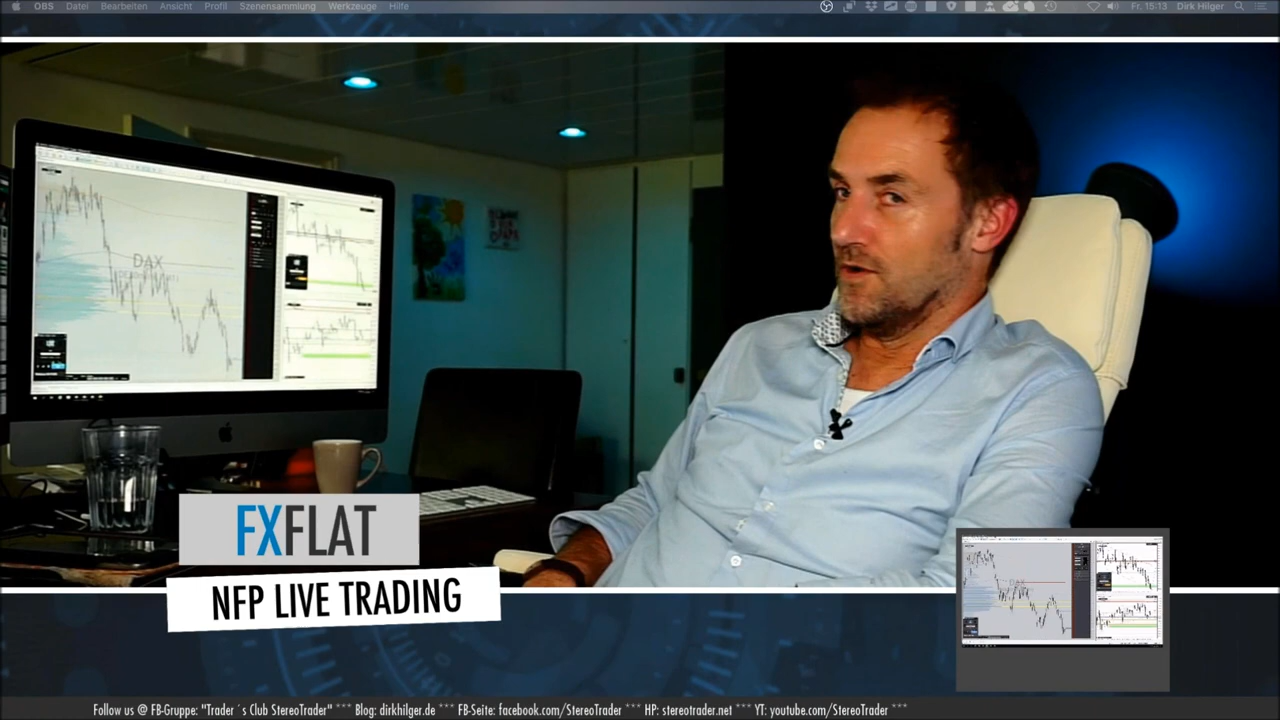 OBS Datei Bearbeiten Ansicht Profil Szenensammlung Werkzeuge Hilfe Fr. 15:13 Dirk Hilger
DAX
FXFLAT
NFP LIVE TRADING
DAX
Follow us @ FB-Gruppe: "Trader´s Club StereoTrader" *** Blog: dirkhilger.de *** FB-Seite: facebook.com/StereoTrader *** HP: stereotrader.net *** YT: youtube.com/StereoTrader ***